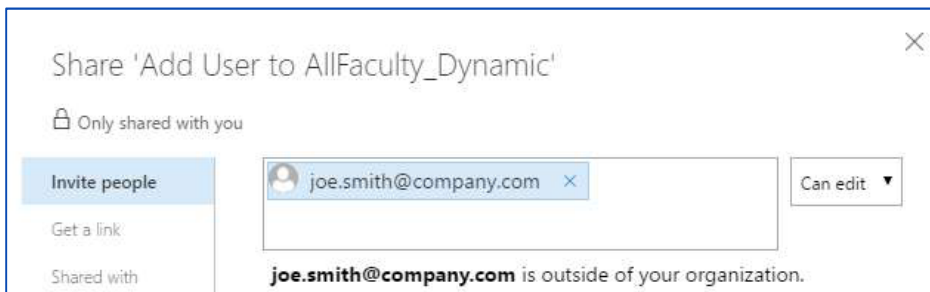 Share 'Add User to AllFaculty_Dynamic'
Only shared with you
Invite people
joe.smith@company.com ×
Can edit ▼
Get a link
Shared with
joe.smith@company.com is outside of your organization.